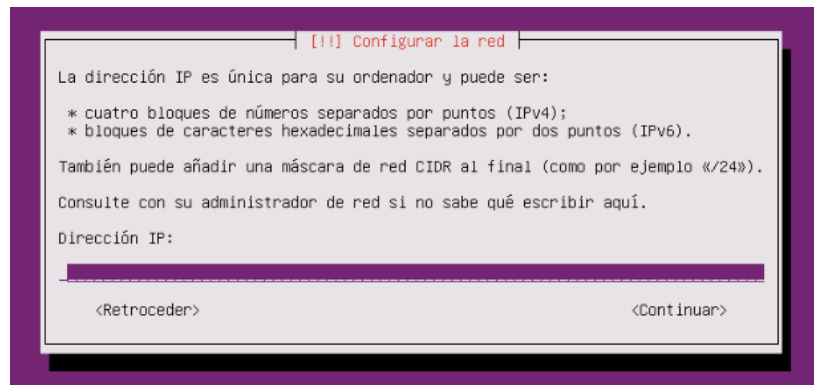 [!!] Configurar la red
La dirección IP es única para su ordenador y puede ser:
* cuatro bloques de números separados por puntos (IPv4);
* bloques de caracteres hexadecimales separados por dos puntos (IPv6).
También puede añadir una máscara de red CIDR al final (como por ejemplo «/24»).
Consulte con su administrador de red si no sabe qué escribir aquí.
Dirección IP:
<Retroceder> <Continuar>